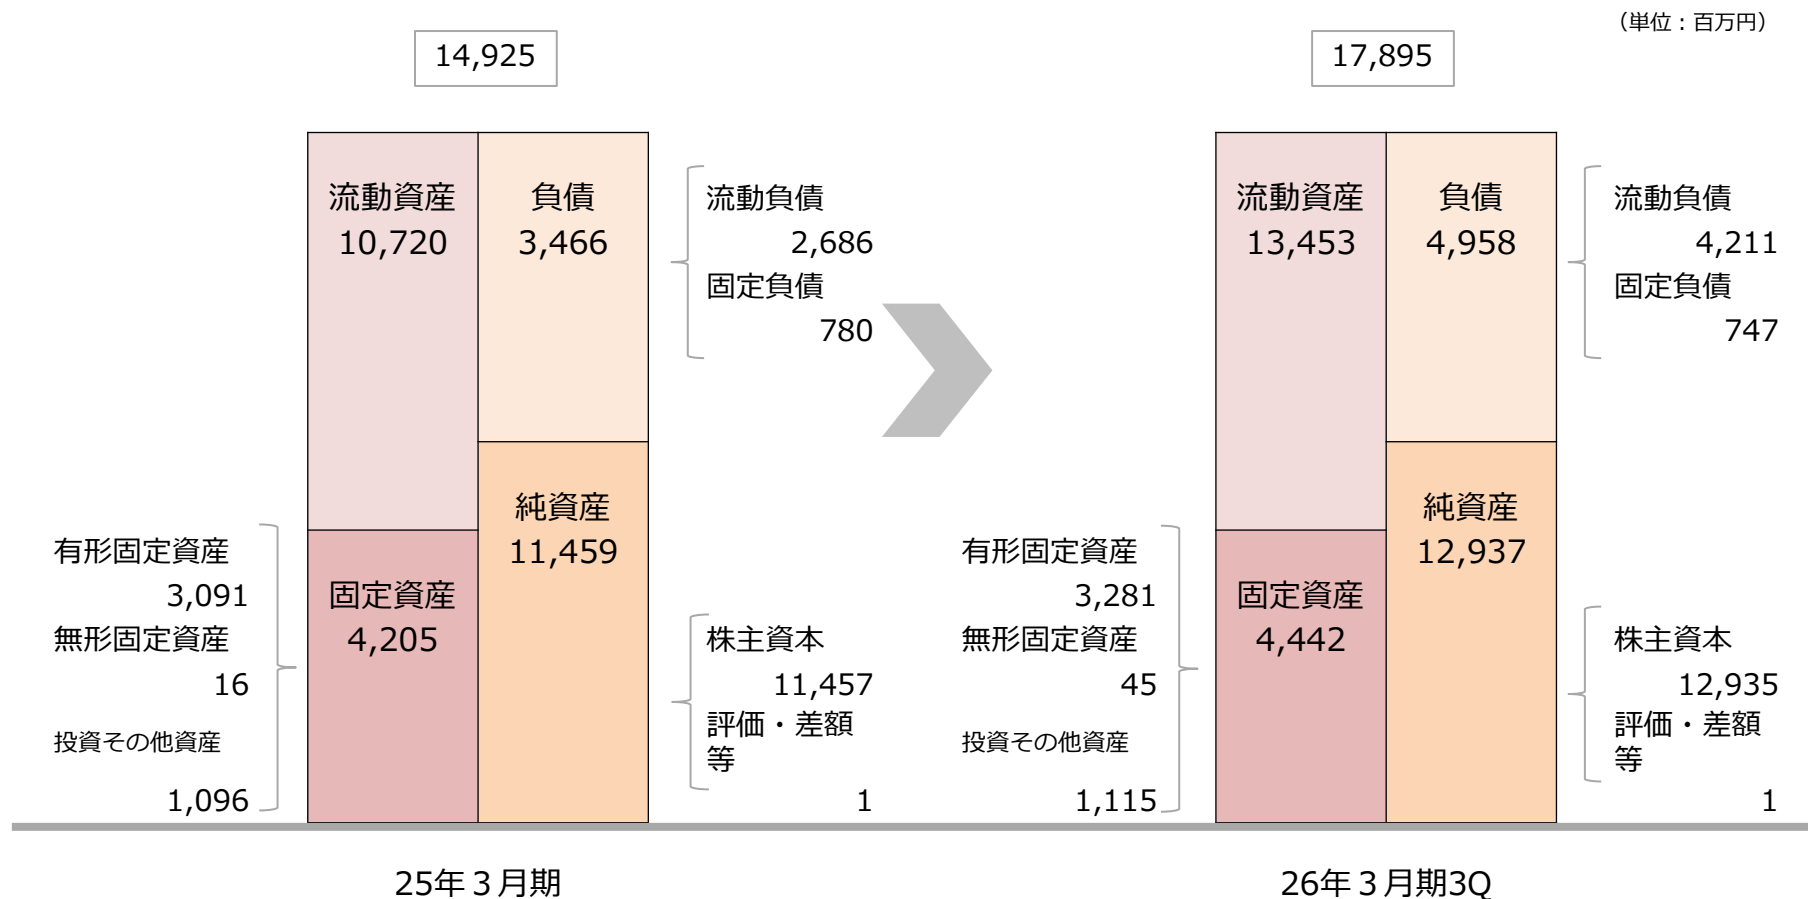 （単位：百万円）
14,925
流動資産
10,720
負債
3,466
流動負債
2,686
固定負債
780
有形固定資産
3,091
無形固定資産
16
投資その他資産
1,096
固定資産
4,205
純資産
11,459
株主資本
11,457
評価・差額
等
1
25年３月期
17,895
流動資産
13,453
負債
4,958
流動負債
4,211
固定負債
747
有形固定資産
3,281
無形固定資産
45
投資その他資産
1,115
固定資産
4,442
純資産
12,937
株主資本
12,935
評価・差額
等
1
26年３月期3Q